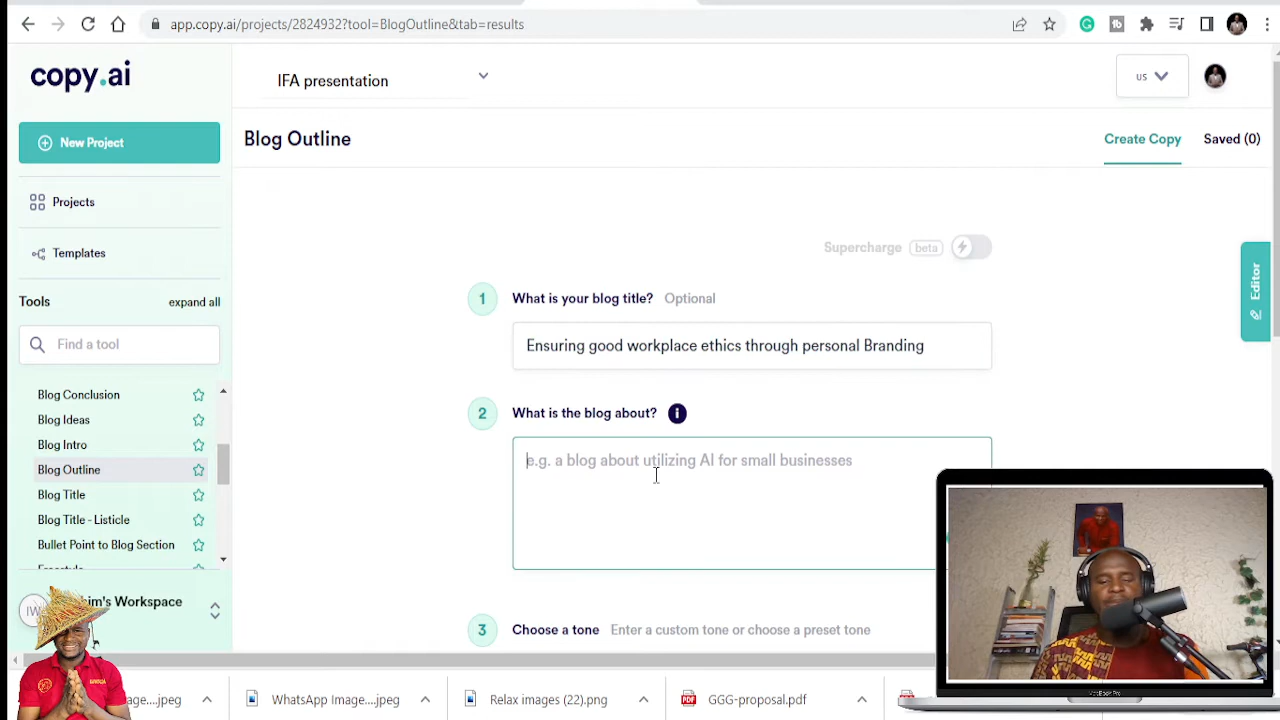 app.copy.ai/projects/2824932?tool=BlogOutline&tab=results
copy.ai
IFA presentation
US
New Project
Blog Outline
Create Copy
Saved (0)
Projects
Templates
Supercharge beta
Editor
Tools
expand all
Find a tool
1 What is your blog title? Optional
Ensuring good workplace ethics through personal Branding
Blog Conclusion
Blog Ideas
Blog Intro
Blog Outline
Blog Title
Blog Title - Listicle
Bullet Point to Blog Section
2 What is the blog about? i
e.g. a blog about utilizing AI for small businesses
IW
Workspace
3 Choose a tone Enter a custom tone or choose a preset tone
WhatsApp Image....jpeg
Relax images (22).png
PDF GGG-proposal.pdf
MacBook Pro